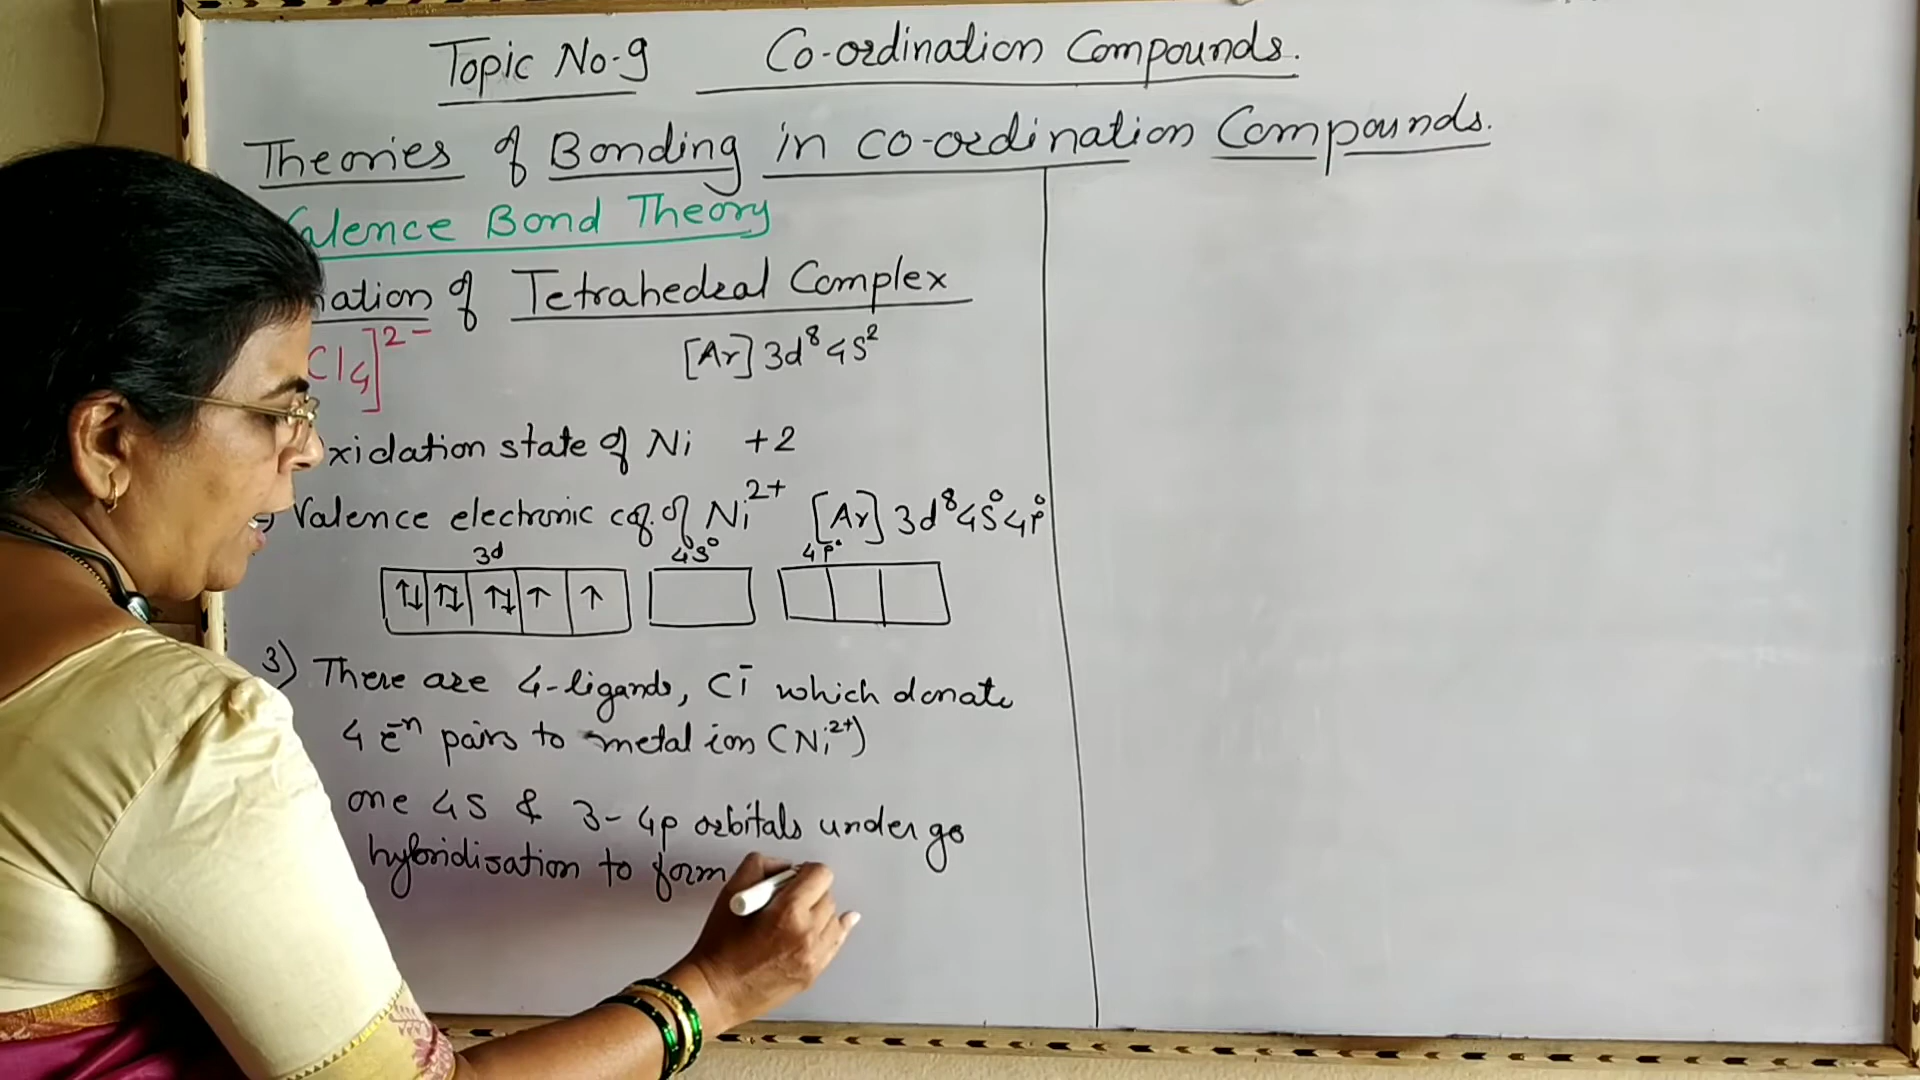 Topic No-9 Co-ordination Compounds.
Theories of Bonding in co-ordination Compounds.
alence Bond Theory
ation of Tetrahedral Complex
Cl4]²⁻ [Ar] 3d⁸ 4s²
xidation state of Ni +2
Valence electronic cf. of Ni²⁺ [Ar] 3d⁸ 4s⁰ 4p⁰
3d 4s⁰ 4p⁰
↑↓ ↑↓ ↑↓ ↑ ↑
3) There are 4-ligands, Cl⁻ which donate
4 e⁻n pairs to metal ion (Ni²⁺)
one 4s & 3-4p orbitals undergo
hybridisation to form